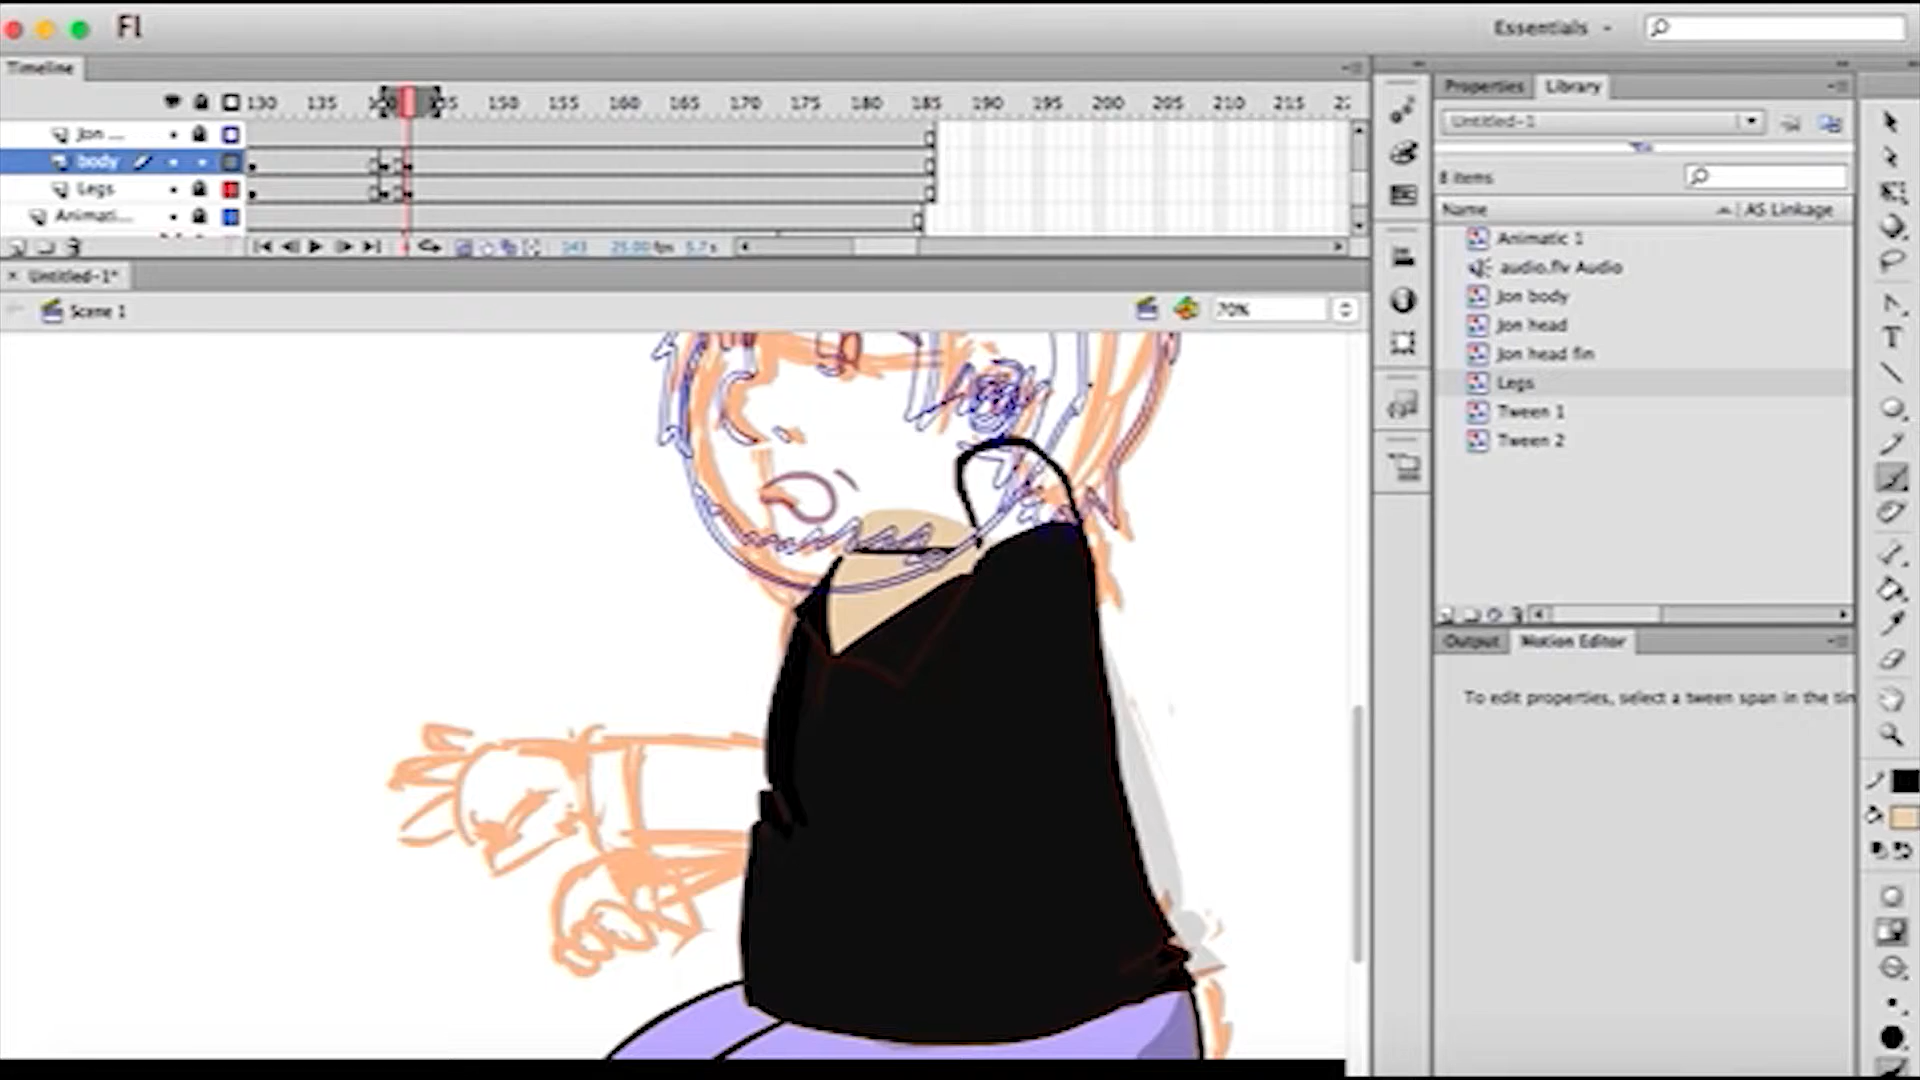 Fl
Essentials
Timeline
130 135 150 155 160 165 170 175 180 185 190 195 200 205 210 215
Jon ...
body
Legs
Animati...
143 25.00 fps 5.7 s
Untitled-1*
Scene 1
70%
Properties Library
Untitled-1
8 items
Name AS Linkage
Animatic 1
audio.flv Audio
Jon body
Jon head
Jon head fin
Legs
Tween 1
Tween 2
Output Motion Editor
To edit properties, select a tween span in the tim